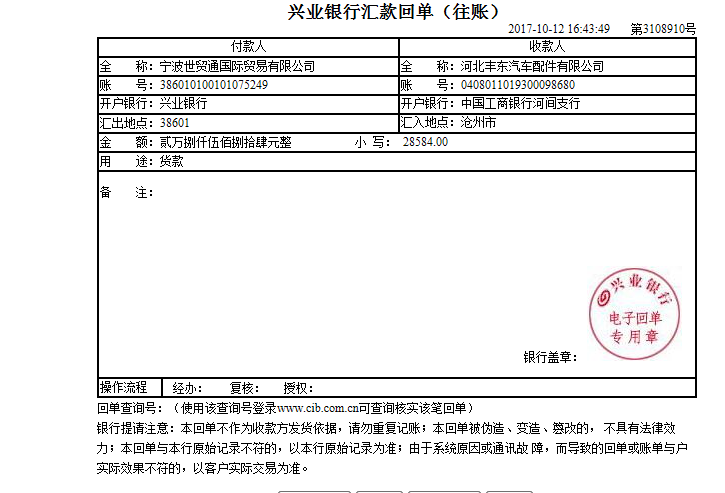 兴业银行汇款回单（往账）
2017-10-12 16:43:49 第3108910号
付款人 收款人
全 称：宁波世贸通国际贸易有限公司 全 称：河北丰东汽车配件有限公司
账 号：386010100101075249 账 号：0408011019300098680
开户银行：兴业银行 开户银行：中国工商银行河间支行
汇出地点：38601 汇入地点：沧州市
金 额：贰万捌仟伍佰捌拾肆元整 小 写： 28584.00
用 途：货款
备 注：
兴业银行
电子回单
专用章
银行盖章：
操作流程 经办： 复核： 授权：
回单查询号：（使用该查询号登录www.cib.com.cn可查询核实该笔回单）
银行提请注意：本回单不作为收款方发货依据，请勿重复记账；本回单被伪造、变造、篡改的，不具有法律效
力；本回单与本行原始记录不符的，以本行原始记录为准；由于系统原因或通讯故 障，而导致的回单或账单与户
实际效果不符的，以客户实际交易为准。